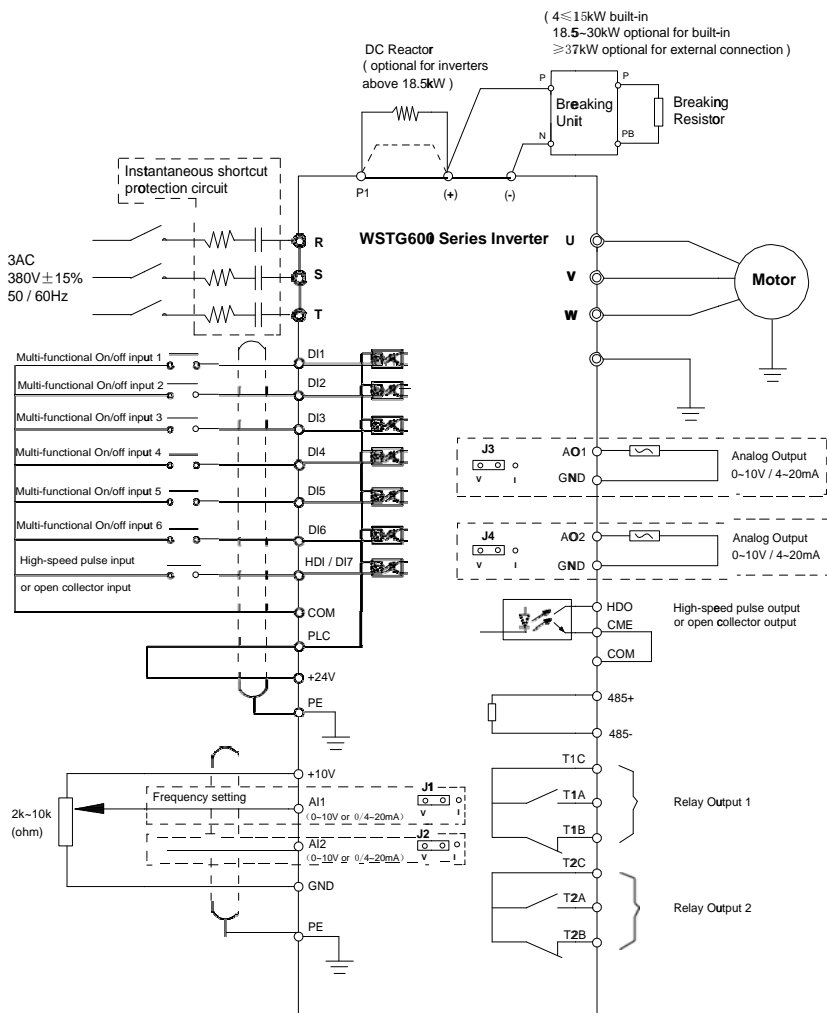 ( 4≤15kW built-in
18.5~30kW optional for built-in
≥37kW optional for external connection )
DC Reactor
( optional for inverters
above 18.5kW )
P
P
Breaking
Unit
Breaking
Resistor
N
PB
Instantaneous shortcut
protection circuit
P1
(+)
(-)
R
WSTG600 Series Inverter
U
3AC
380V±15%
50 / 60Hz
S
V
Motor
T
W
Multi-functional On/off input 1
DI1
Multi-functional On/off input 2
DI2
Multi-functional On/off input 3
DI3
Multi-functional On/off input 4
DI4
Multi-functional On/off input 5
DI5
Multi-functional On/off input 6
DI6
High-speed pulse input
or open collector input
HDI / DI7
COM
PLC
+24V
PE
J3
V
I
AO1
GND
Analog Output
0~10V / 4~20mA
J4
V
I
AO2
GND
Analog Output
0~10V / 4~20mA
HDO
CME
COM
High-speed pulse output
or open collector output
485+
485-
+10V
2k~10k
(ohm)
Frequency setting
AI1
(0~10V or 0/4~20mA)
J1
V
I
AI2
(0~10V or 0/4~20mA)
J2
V
I
GND
PE
T1C
T1A
T1B
Relay Output 1
T2C
T2A
T2B
Relay Output 2